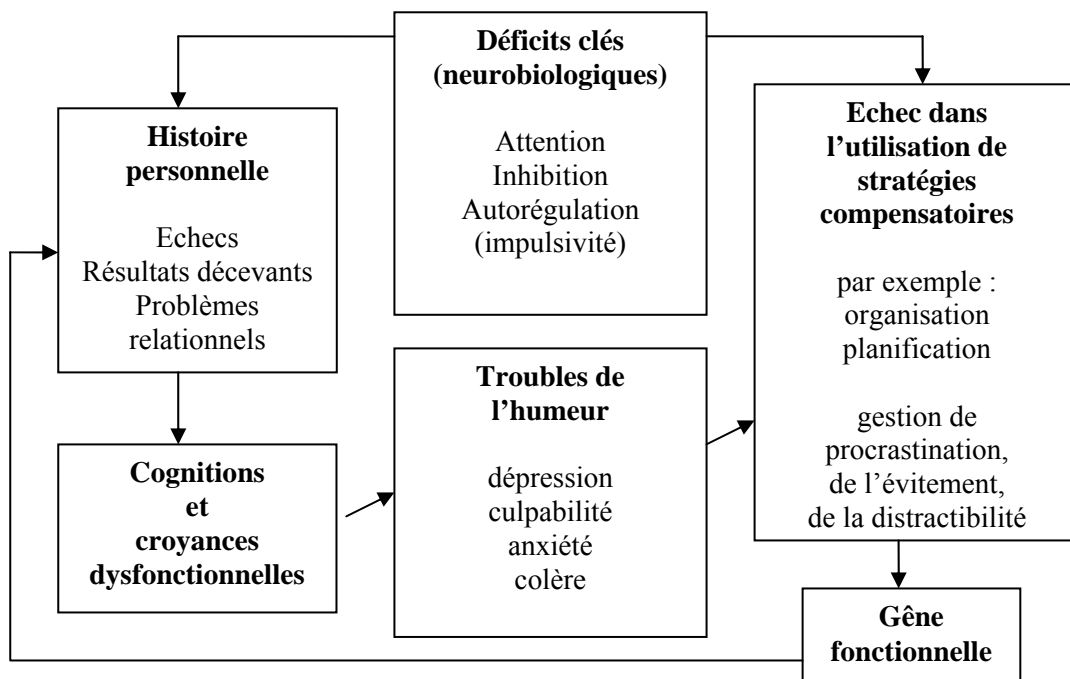 Déficits clés
(neurobiologiques)
Attention
Inhibition
Autorégulation
(impulsivité)
Histoire
personnelle
Echecs
Résultats décevants
Problèmes
relationnels
Echec dans
l’utilisation de
stratégies
compensatoires
par exemple :
organisation
planification
gestion de
procrastination,
de l’évitement,
de la distractibilité
Troubles de
l’humeur
dépression
culpabilité
anxiété
colère
Cognitions
et
croyances
dysfonctionnelles
Gêne
fonctionnelle